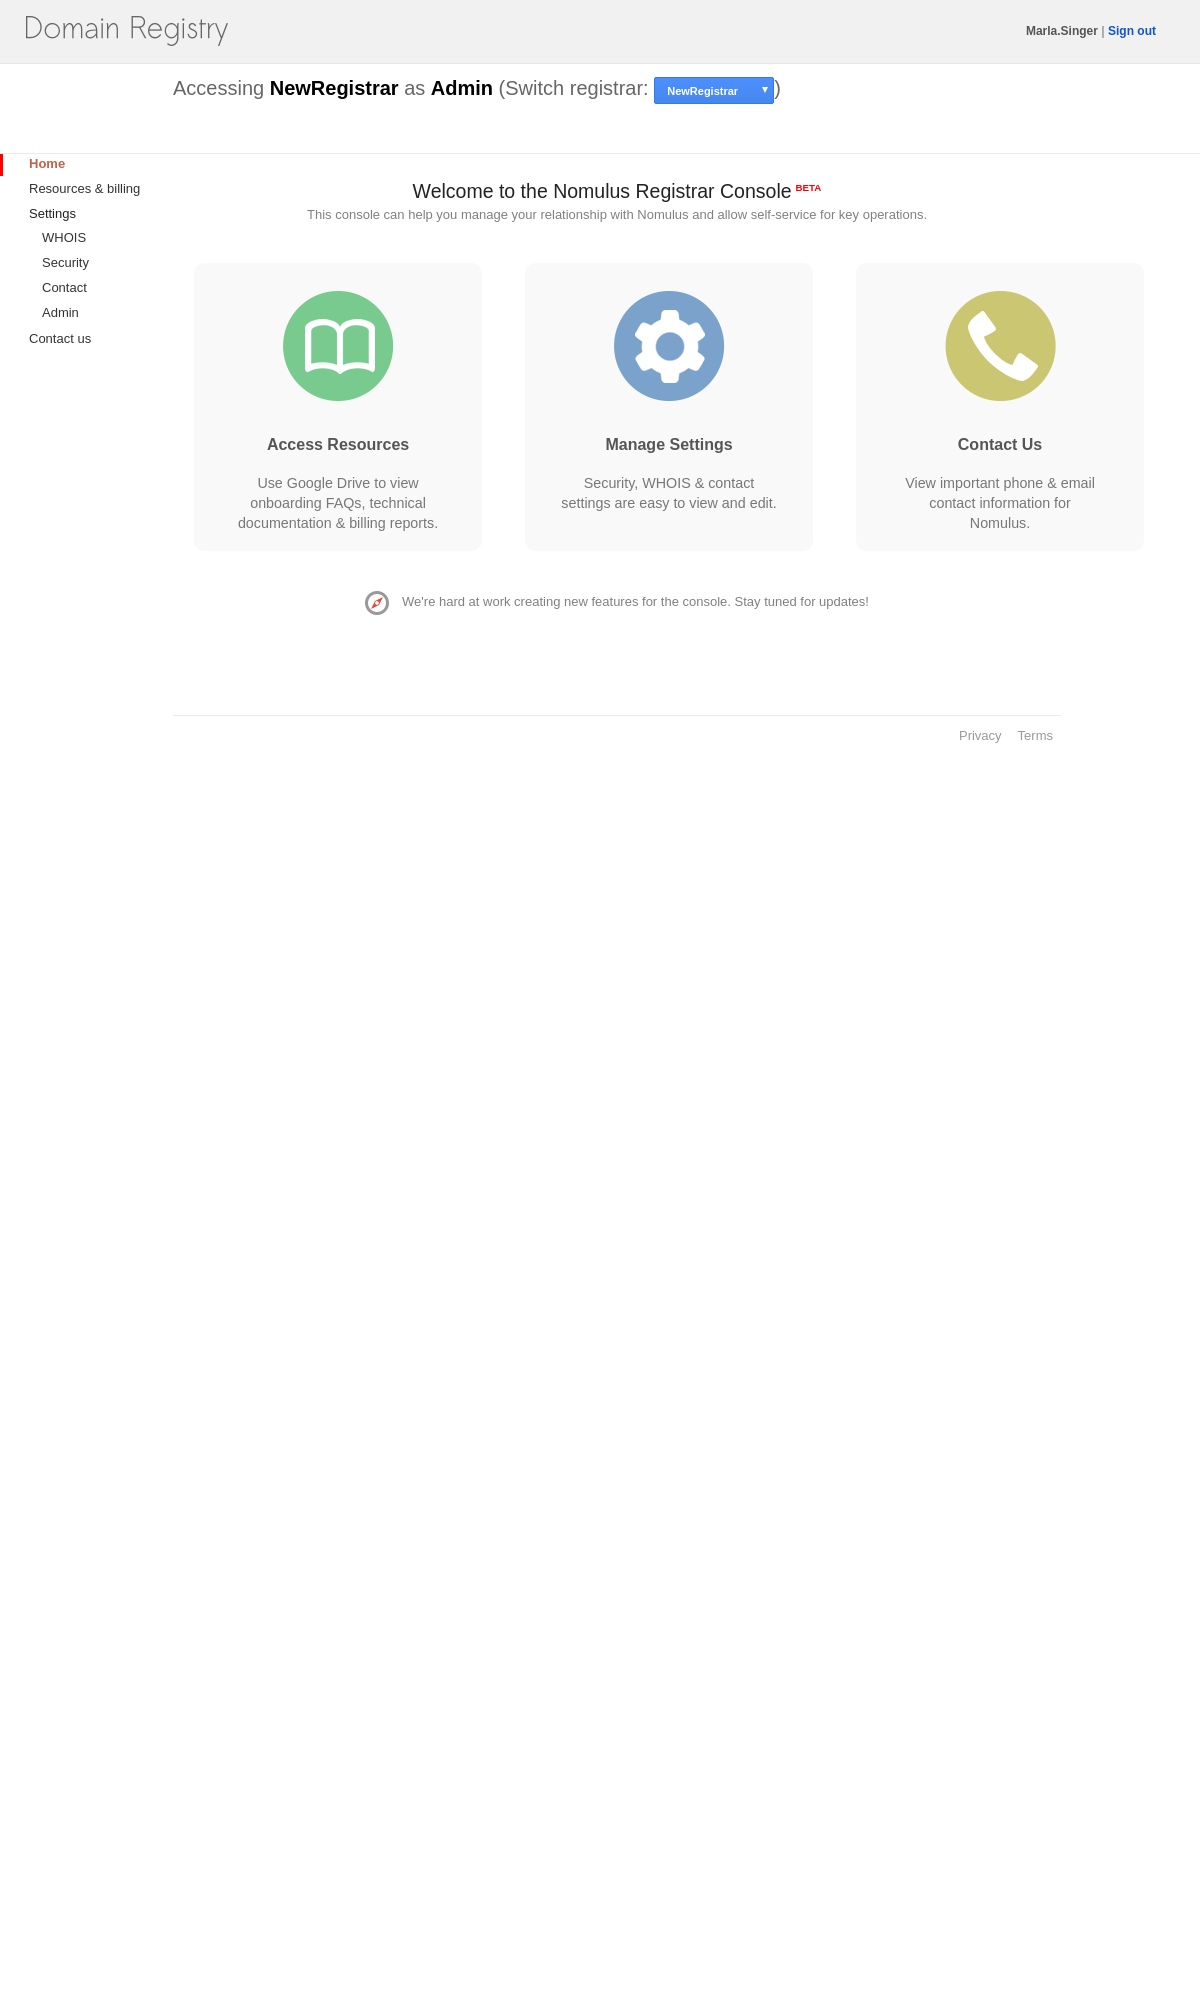 Domain Registry
Marla.Singer | Sign out
Accessing NewRegistrar as Admin (Switch registrar: NewRegistrar ▼)
Home
Resources & billing
Settings
WHOIS
Security
Contact
Admin
Contact us
Welcome to the Nomulus Registrar Console BETA
This console can help you manage your relationship with Nomulus and allow self-service for key operations.
Access Resources
Use Google Drive to view
onboarding FAQs, technical
documentation & billing reports.
Manage Settings
Security, WHOIS & contact
settings are easy to view and edit.
Contact Us
View important phone & email
contact information for
Nomulus.
We're hard at work creating new features for the console. Stay tuned for updates!
Privacy Terms